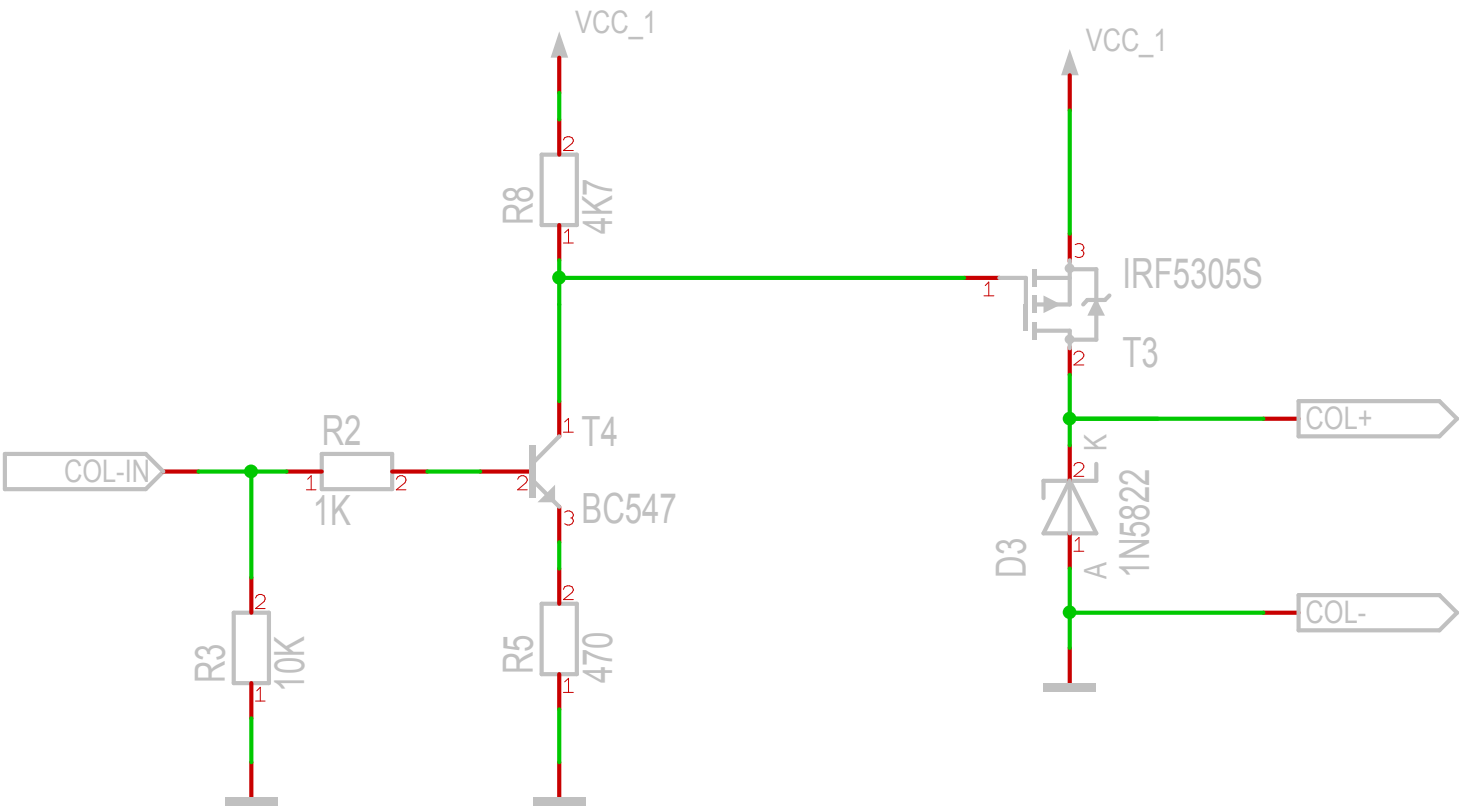 VCC_1
VCC_1
2
R8
4K7
1
3
IRF5305S
1
T3
2
COL+
R2
1
T4
K
COL-IN
1
2
2
2
1K
BC547
3
1N5822
D3
1
A
2
2
COL-
R3
10K
R5
470
1
1